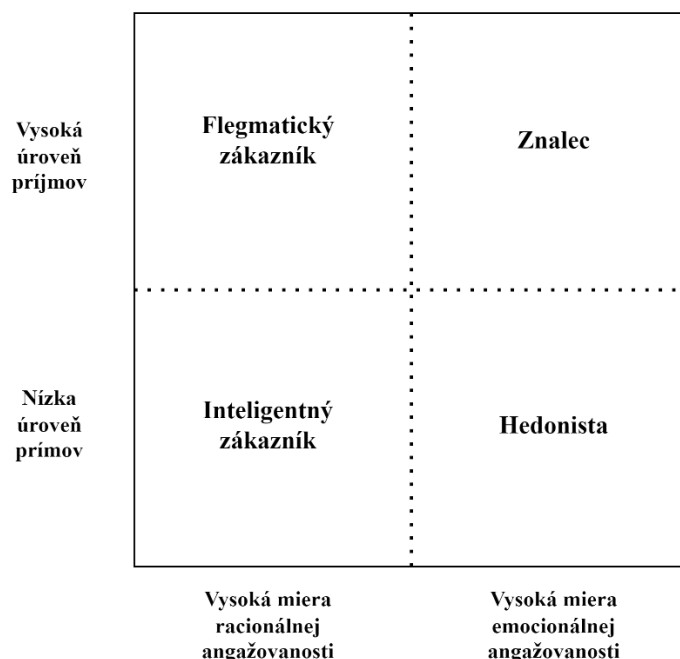 Vysoká
úroveň
príjmov
Flegmatický
zákazník
Znalec
Nízka
úroveň
prímov
Inteligentný
zákazník
Hedonista
Vysoká miera
racionálnej
angažovanosti
Vysoká miera
emocionálnej
angažovanosti